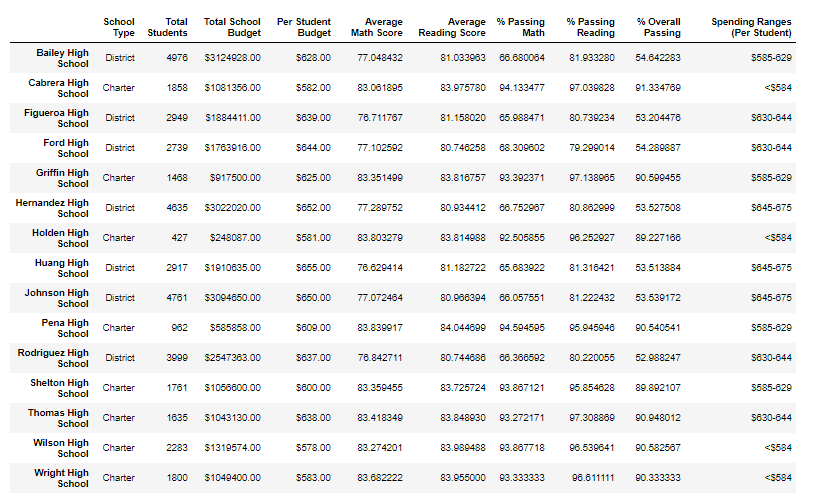 School Type Total Students Total School Budget Per Student Budget Average Math Score Average Reading Score % Passing Math % Passing Reading % Overall Passing Spending Ranges (Per Student)
Bailey High School District 4976 $3124928.00 $628.00 77.048432 81.033963 66.680064 81.933280 54.642283 $585-629
Cabrera High School Charter 1858 $1081356.00 $582.00 83.061895 83.975780 94.133477 97.039828 91.334769 <$584
Figueroa High School District 2949 $1884411.00 $639.00 76.711767 81.158020 65.988471 80.739234 53.204476 $630-644
Ford High School District 2739 $1763916.00 $644.00 77.102592 80.746258 68.309602 79.299014 54.289887 $630-644
Griffin High School Charter 1468 $917500.00 $625.00 83.351499 83.816757 93.392371 97.138965 90.599455 $585-629
Hernandez High School District 4635 $3022020.00 $652.00 77.289752 80.934412 66.752967 80.862999 53.527508 $645-675
Holden High School Charter 427 $248087.00 $581.00 83.803279 83.814988 92.505855 96.252927 89.227166 <$584
Huang High School District 2917 $1910635.00 $655.00 76.629414 81.182722 65.683922 81.316421 53.513884 $645-675
Johnson High School District 4761 $3094650.00 $650.00 77.072464 80.966394 66.057551 81.222432 53.539172 $645-675
Pena High School Charter 962 $585858.00 $609.00 83.839917 84.044699 94.594595 95.945946 90.540541 $585-629
Rodriguez High School District 3999 $2547363.00 $637.00 76.842711 80.744686 66.366592 80.220055 52.988247 $630-644
Shelton High School Charter 1761 $1056600.00 $600.00 83.359455 83.725724 93.867121 95.854628 89.892107 $585-629
Thomas High School Charter 1635 $1043130.00 $638.00 83.418349 83.848930 93.272171 97.308869 90.948012 $630-644
Wilson High School Charter 2283 $1319574.00 $578.00 83.274201 83.989488 93.867718 96.539641 90.582567 <$584
Wright High School Charter 1800 $1049400.00 $583.00 83.682222 83.955000 93.333333 96.611111 90.333333 <$584